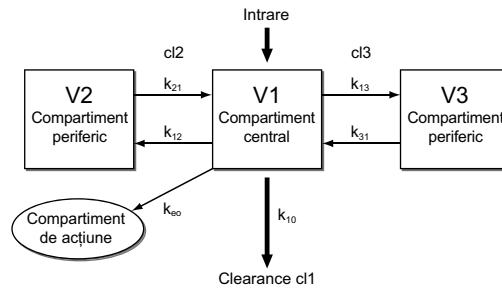 Intrare
cl2
cl3
V2
Compartiment
periferic
k21
k12
V1
Compartiment
central
k13
k31
V3
Compartiment
periferic
Compartiment
de acțiune
keo
k10
Clearance cl1